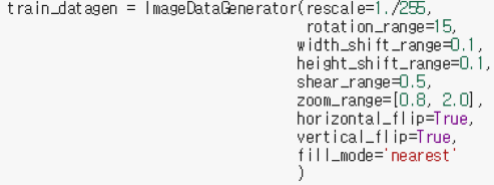 train_datagen = ImageDataGenerator(rescale=1./255,
rotation_range=15,
width_shift_range=0.1,
height_shift_range=0.1,
shear_range=0.5,
zoom_range=[0.8, 2.0],
horizontal_flip=True,
vertical_flip=True,
fill_mode='nearest'
)